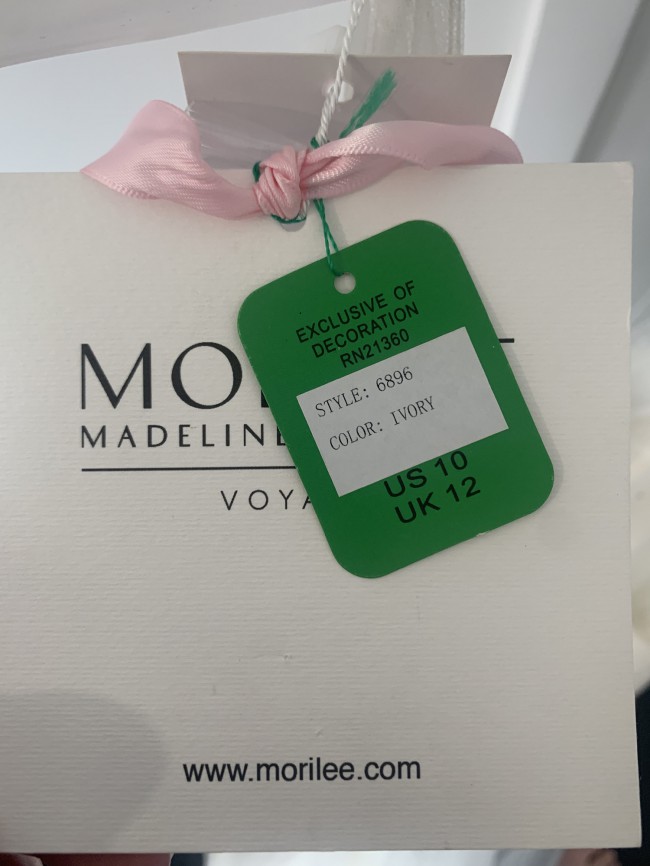 EXCLUSIVE OF
DECORATION
RN21360
STYLE: 6896
COLOR: IVORY
US 10
UK 12
MO
MADELINE
VOYA
www.morilee.com